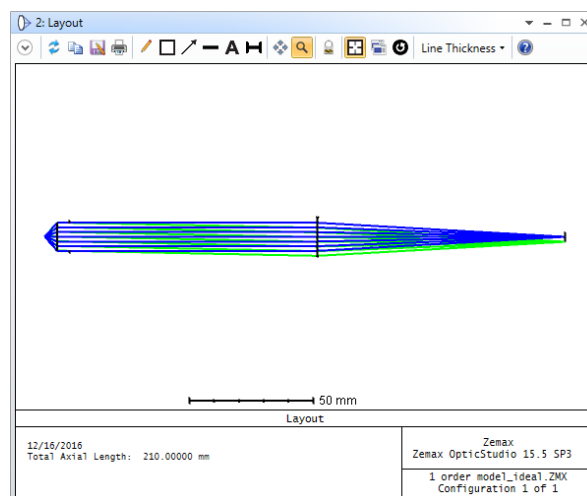 2: Layout
A
Line Thickness
50 mm
Layout
12/16/2016
Total Axial Length:  210.00000 mm
Zemax
Zemax OpticStudio 15.5 SP3
1 order model_ideal.ZMX
Configuration 1 of 1